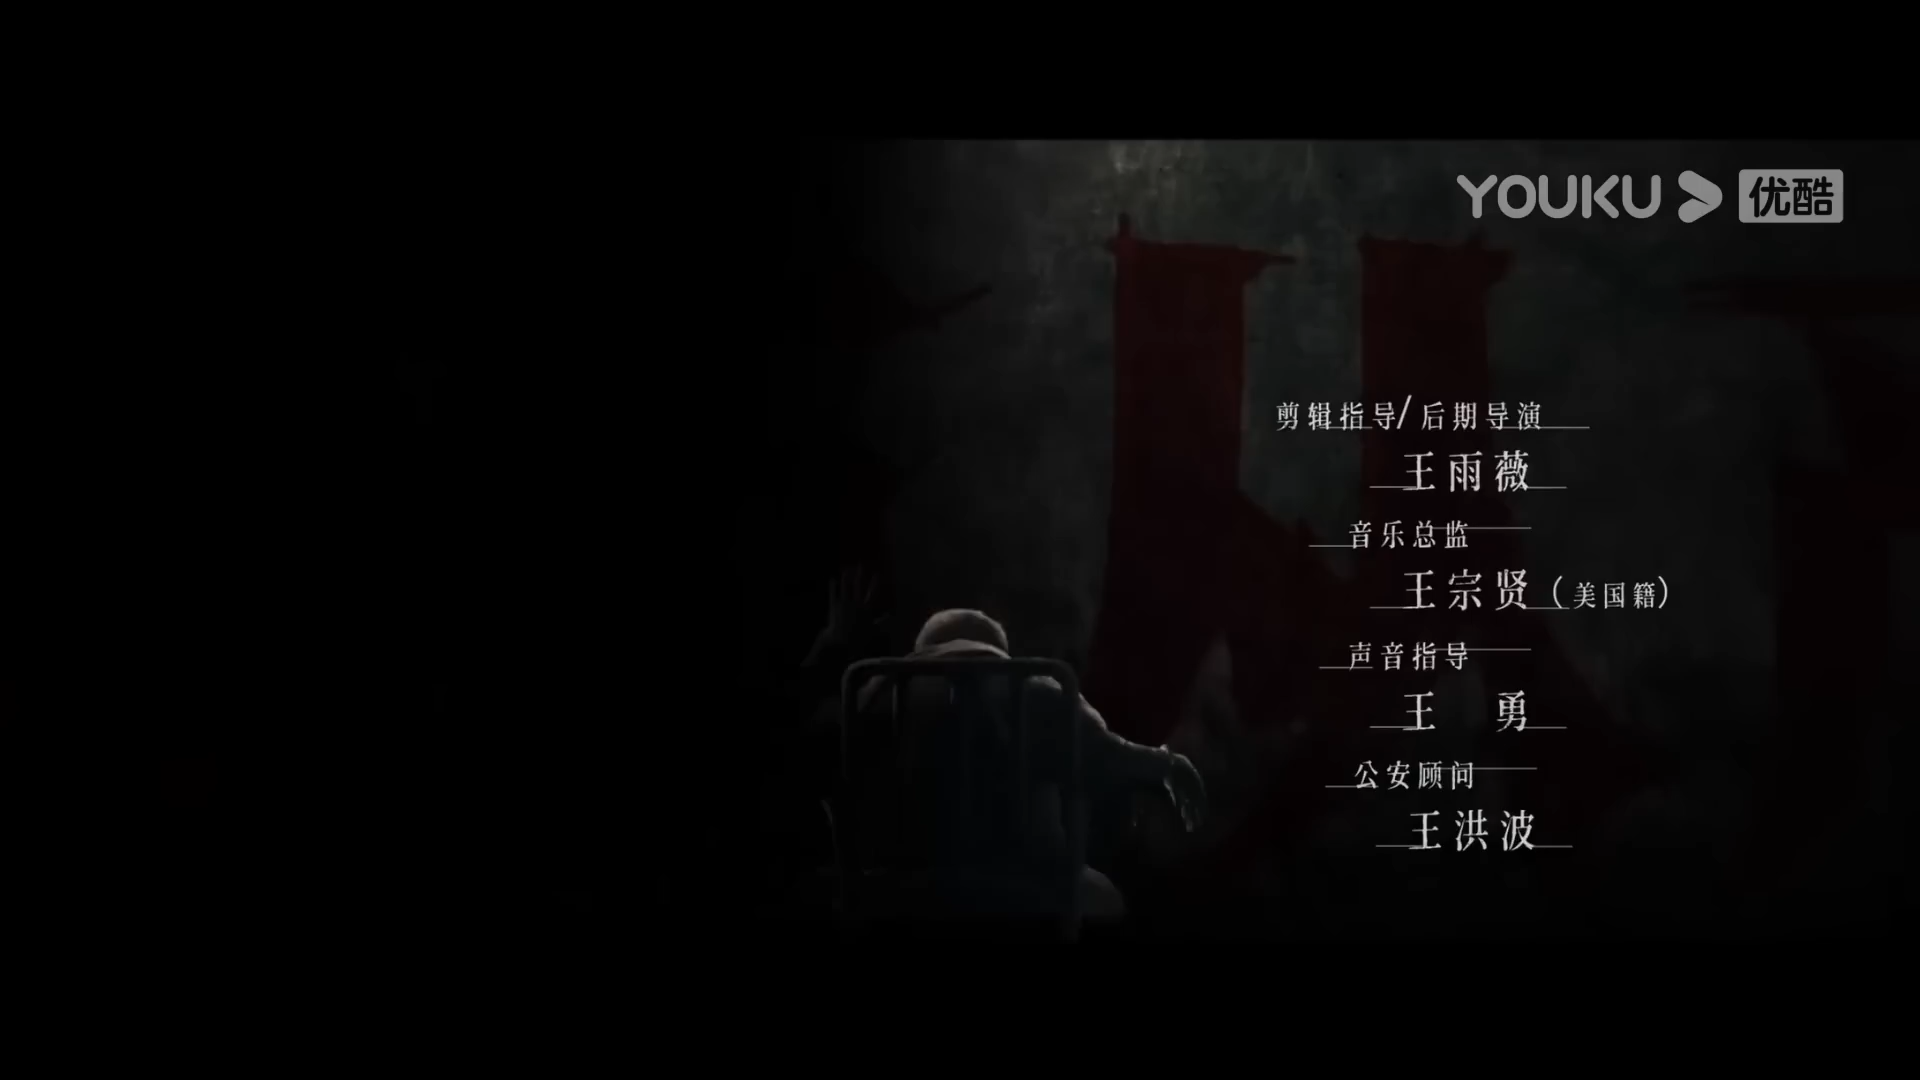 YOUKU 优酷
剪辑指导/后期导演
王雨薇
音乐总监
王宗贤（美国籍）
声音指导
王 勇
公安顾问
王洪波